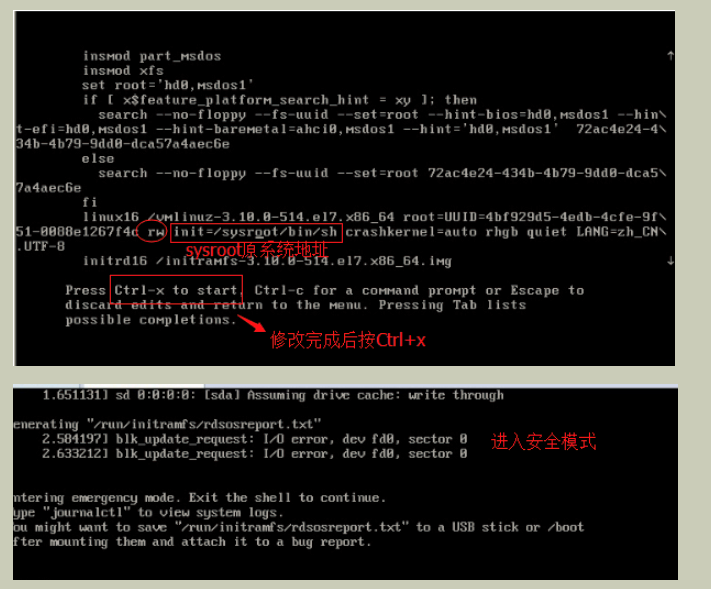 insmod part_msdos
insmod xfs
set root='hd0,msdos1'
if [ x$feature_platform_search_hint = xy ]; then
search --no-floppy --fs-uuid --set=root --hint-bios=hd0,msdos1 --hin\
t-efi=hd0,msdos1 --hint-baremetal=ahci0,msdos1 --hint='hd0,msdos1'  72ac4e24-4\
34b-4b79-9dd0-dca57a4aec6e
else
search --no-floppy --fs-uuid --set=root 72ac4e24-434b-4b79-9dd0-dca5\
7a4aec6e
fi
linux16 /vmlinuz-3.10.0-514.el7.x86_64 root=UUID=4bf929d5-4edb-4cfe-9f\
51-0088e1267f4c rw init=/sysroot/bin/sh crashkernel=auto rhgb quiet LANG=zh_CN\
.UTF-8
sysroot原系统地址
initrd16 /initramfs-3.10.0-514.el7.x86_64.img
Press Ctrl-x to start, Ctrl-c for a command prompt or Escape to
discard edits and return to the menu. Pressing Tab lists
possible completions.
修改完成后按Ctrl+x
1.651131] sd 0:0:0:0: [sda] Assuming drive cache: write through
enerating "/run/initramfs/rdsosreport.txt"
2.584197] blk_update_request: I/O error, dev fd0, sector 0
2.633212] blk_update_request: I/O error, dev fd0, sector 0
进入安全模式
ntering emergency mode. Exit the shell to continue.
ype "journalctl" to view system logs.
ou might want to save "/run/initramfs/rdsosreport.txt" to a USB stick or /boot
fter mounting them and attach it to a bug report.